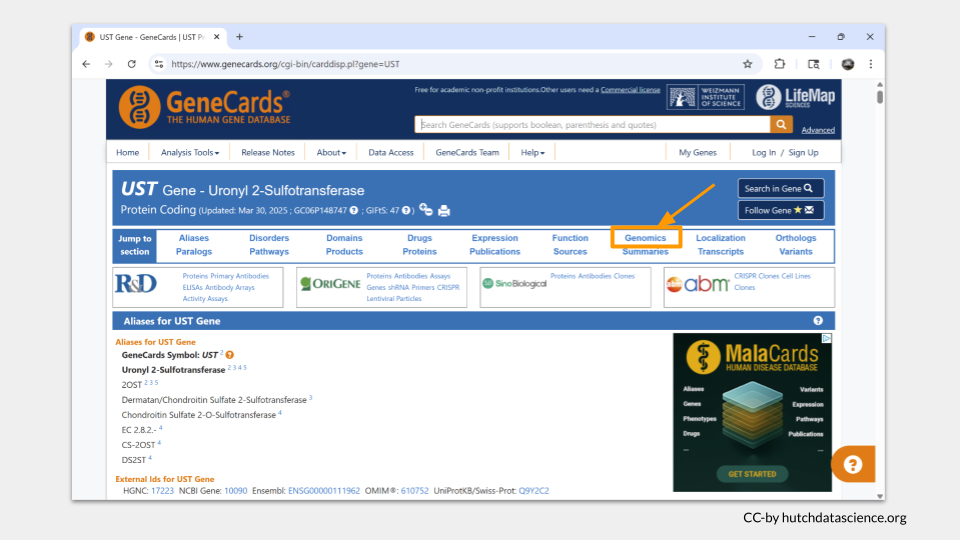 UST Gene - GeneCards | UST P
https://www.genecards.org/cgi-bin/carddisp.pl?gene=UST
Free for academic non-profit institutions.Other users need a Commercial license
GeneCards®
THE HUMAN GENE DATABASE
WEIZMANN
INSTITUTE
OF SCIENCE
LifeMap
SCIENCES
Search GeneCards (supports boolean, parenthesis and quotes)
Advanced
Home Analysis Tools Release Notes About Data Access GeneCards Team Help My Genes Log In / Sign Up
UST Gene - Uronyl 2-Sulfotransferase
Search in Gene
Protein Coding (Updated: Mar 30, 2025 ; GC06P148747 ? ; GIFtS: 47 ? )
Follow Gene
Jump to section
Aliases Disorders Domains Drugs Expression Function Genomics Localization Orthologs
Paralogs Pathways Products Proteins Publications Sources Summaries Transcripts Variants
R&D
Proteins Primary Antibodies
ELISAs Antibody Arrays
Activity Assays
ORIGENE
Proteins Antibodies Assays
Genes shRNA Primers CRISPR
Lentiviral Particles
SinoBiological
Proteins Antibodies Clones
abm
CRISPR Clones Cell Lines
Clones
Aliases for UST Gene ?
Aliases for UST Gene
GeneCards Symbol: UST 2 ?
Uronyl 2-Sulfotransferase 2 3 4 5
2OST 2 3 5
Dermatan/Chondroitin Sulfate 2-Sulfotransferase 3
Chondroitin Sulfate 2-O-Sulfotransferase 4
EC 2.8.2.- 4
CS-2OST 4
DS2ST 4
External Ids for UST Gene
HGNC: 17223 NCBI Gene: 10090 Ensembl: ENSG00000111962 OMIM®: 610752 UniProtKB/Swiss-Prot: Q9Y2C2
MalaCards
HUMAN DISEASE DATABASE
Aliases
Genes
Phenotypes
Drugs
...
Variants
Expression
Pathways
Publications
...
GET STARTED
?
CC-by hutchdatascience.org